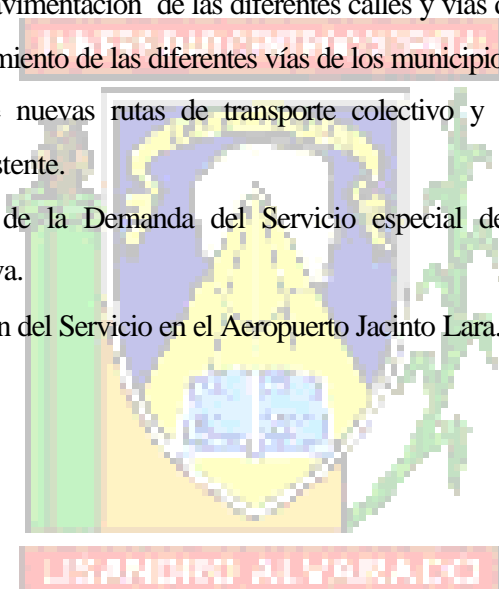 avimentación de las diferentes calles y vías d
miento de las diferentes vías de los municipio
nuevas rutas de transporte colectivo y
stente.
de la Demanda del Servicio especial de
va.
n del Servicio en el Aeropuerto Jacinto Lara.
LISANDRO ALVARADO